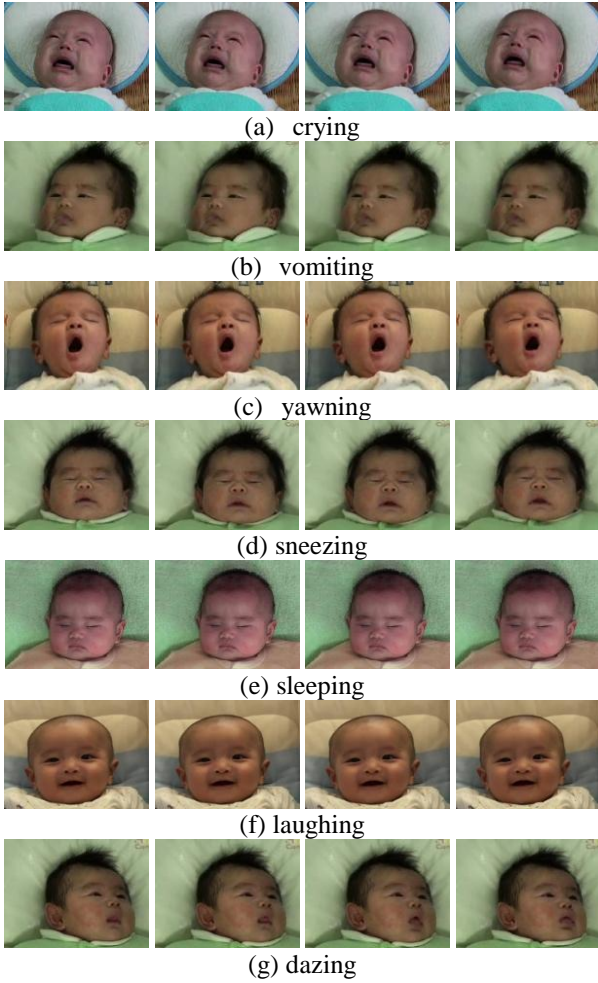 (a) crying
(b) vomiting
(c) yawning
(d) sneezing
(e) sleeping
(f) laughing
(g) dazing